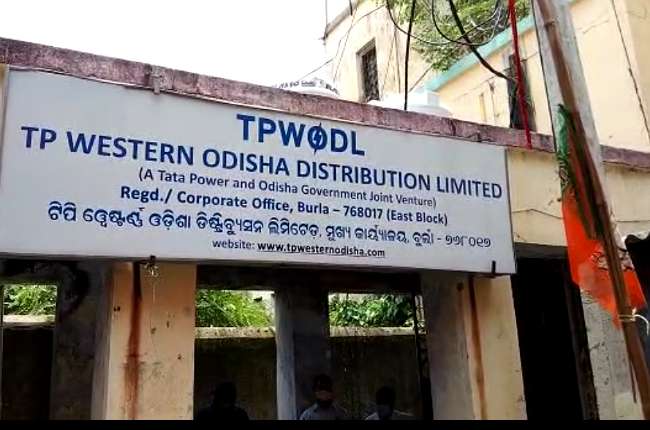 TPWODL
TP WESTERN ODISHA DISTRIBUTION LIMITED
(A Tata Power and Odisha Government Joint Venture)
Regd./ Corporate Office, Burla – 768017 (East Block)
ଟିପି ୱେଷ୍ଟର୍ଣ୍ଣ ଓଡ଼ିଶା ଡିଷ୍ଟ୍ରିବ୍ୟୁସନ ଲିମିଟେଡ଼, ମୁଖ୍ୟ କାର୍ଯ୍ୟାଳୟ, ବୁର୍ଲା - ୭୬୮୦୧୭
website: www.tpwesternodisha.com